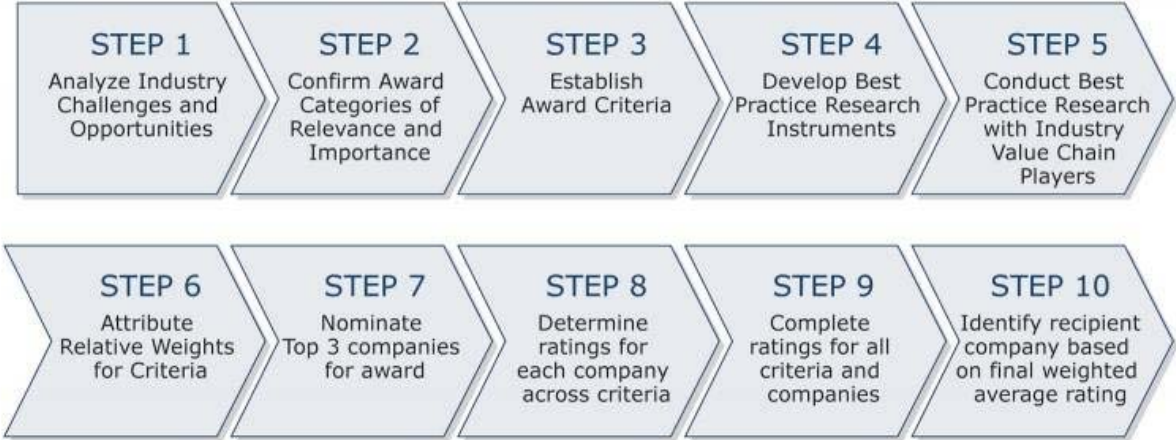 STEP 1
Analyze Industry
Challenges and
Opportunities
STEP 2
Confirm Award
Categories of
Relevance and
Importance
STEP 3
Establish
Award Criteria
STEP 4
Develop Best
Practice Research
Instruments
STEP 5
Conduct Best
Practice Research
with Industry
Value Chain
Players
STEP 6
Attribute
Relative Weights
for Criteria
STEP 7
Nominate
Top 3 companies
for award
STEP 8
Determine
ratings for
each company
across criteria
STEP 9
Complete
ratings for all
criteria and
companies
STEP 10
Identify recipient
company based
on final weighted
average rating